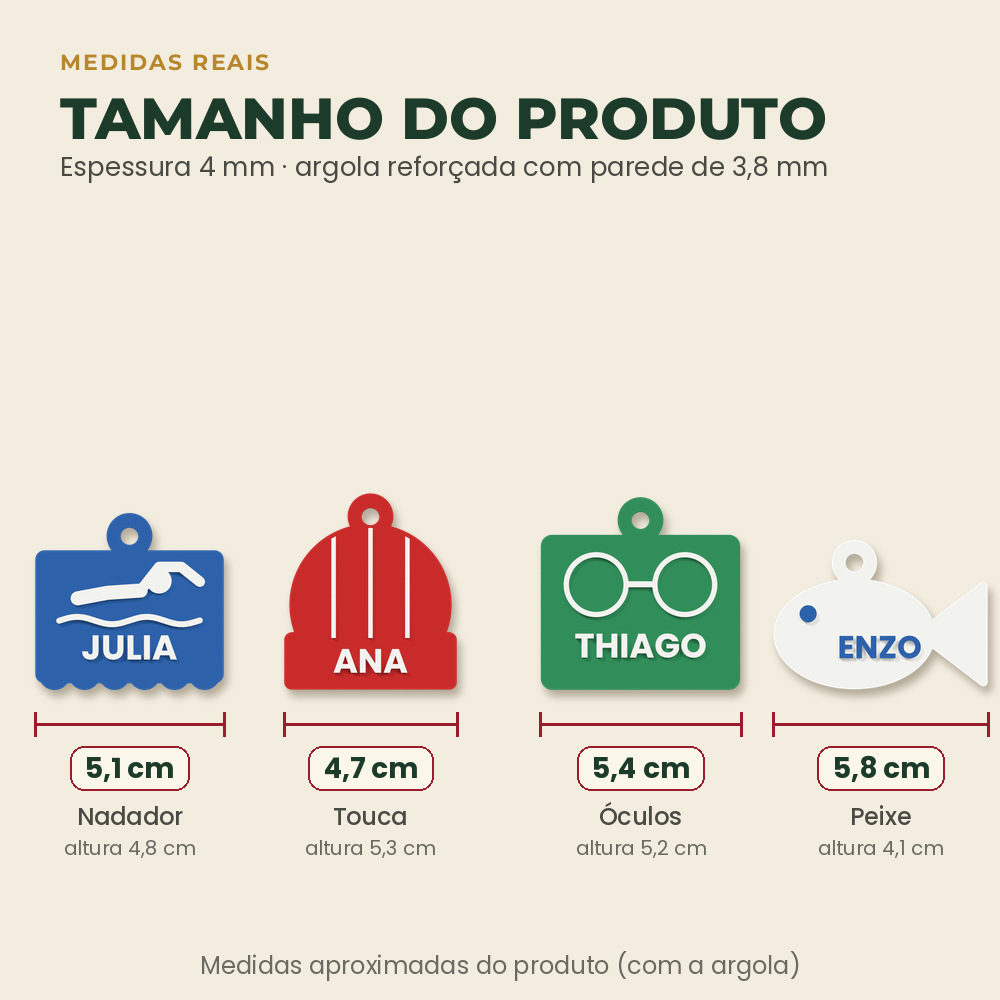 MEDIDAS REAIS
TAMANHO DO PRODUTO
Espessura 4 mm · argola reforçada com parede de 3,8 mm
JULIA
ANA
THIAGO
ENZO
5,1 cm
4,7 cm
5,4 cm
5,8 cm
Nadador
Touca
Óculos
Peixe
altura 4,8 cm
altura 5,3 cm
altura 5,2 cm
altura 4,1 cm
Medidas aproximadas do produto (com a argola)